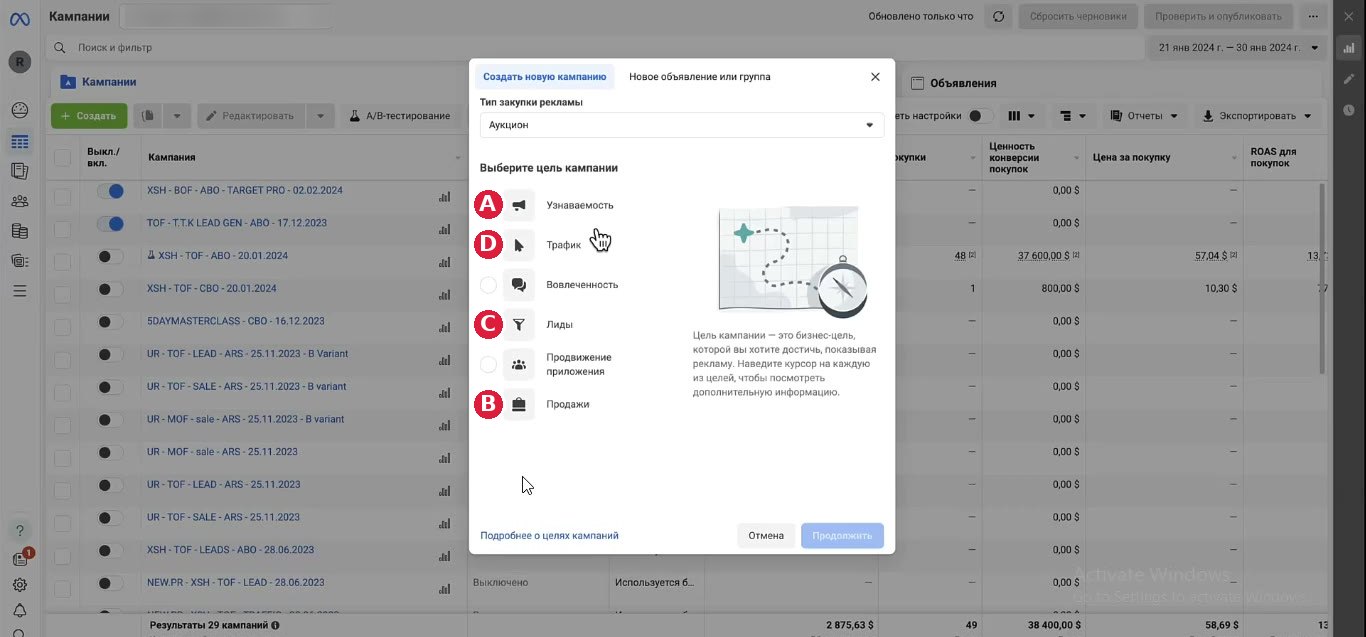 Кампании
Обновлено только что
Сбросить черновики
Проверить и опубликовать
Поиск и фильтр
21 янв 2024 г. — 30 янв 2024 г.
R
Кампании
Объявления
+ Создать
Редактировать
A/B-тестирование
еть настройки
Отчеты
Экспортировать
Выкл./
вкл.
Кампания
окупки
Ценность
конверсии
покупок
Цена за покупку
ROAS для
покупок
XSH - BOF - ABO - TARGET PRO - 02.02.2024
— 0,00 $ —
TOF - T.T.K LEAD GEN - ABO - 17.12.2023
— 0,00 $ —
XSH - TOF - ABO - 20.01.2024
48 [2] 37 600,00 $ [2] 57,04 $ [2] 13,
XSH - TOF - CBO - 20.01.2024
1 800,00 $ 10,30 $ 77
5DAYMASTERCLASS - CBO - 16.12.2023
— 0,00 $ —
UR - TOF - LEAD - ARS - 25.11.2023 - B Variant
— 0,00 $ —
UR - TOF - SALE - ARS - 25.11.2023 - B variant
— 0,00 $ —
UR - MOF - sale - ARS - 25.11.2023 - B variant
— 0,00 $ —
UR - MOF - sale - ARS - 25.11.2023
— 0,00 $ —
UR - TOF - LEAD - ARS - 25.11.2023
— 0,00 $ —
UR - TOF - SALE - ARS - 25.11.2023
— 0,00 $ —
XSH - TOF - LEADS - ABO - 28.06.2023
— 0,00 $ —
NEW.PR - XSH - TOF - LEAD - 28.06.2023
Выключено Используется б... — — 0,00 $ —
Результаты 29 кампаний
2 875,63 $ 49 38 400,00 $ 58,69 $ 13
Создать новую кампанию
Новое объявление или группа
Тип закупки рекламы
Аукцион
Выберите цель кампании
A Узнаваемость
D Трафик
Вовлеченность
C Лиды
Продвижение
приложения
B Продажи
Цель кампании — это бизнес-цель,
которой вы хотите достичь, показывая
рекламу. Наведите курсор на каждую
из целей, чтобы посмотреть
дополнительную информацию.
Подробнее о целях кампаний
Отмена
Продолжить
?
1
Activate Windows
Go to Settings to activate Windows.